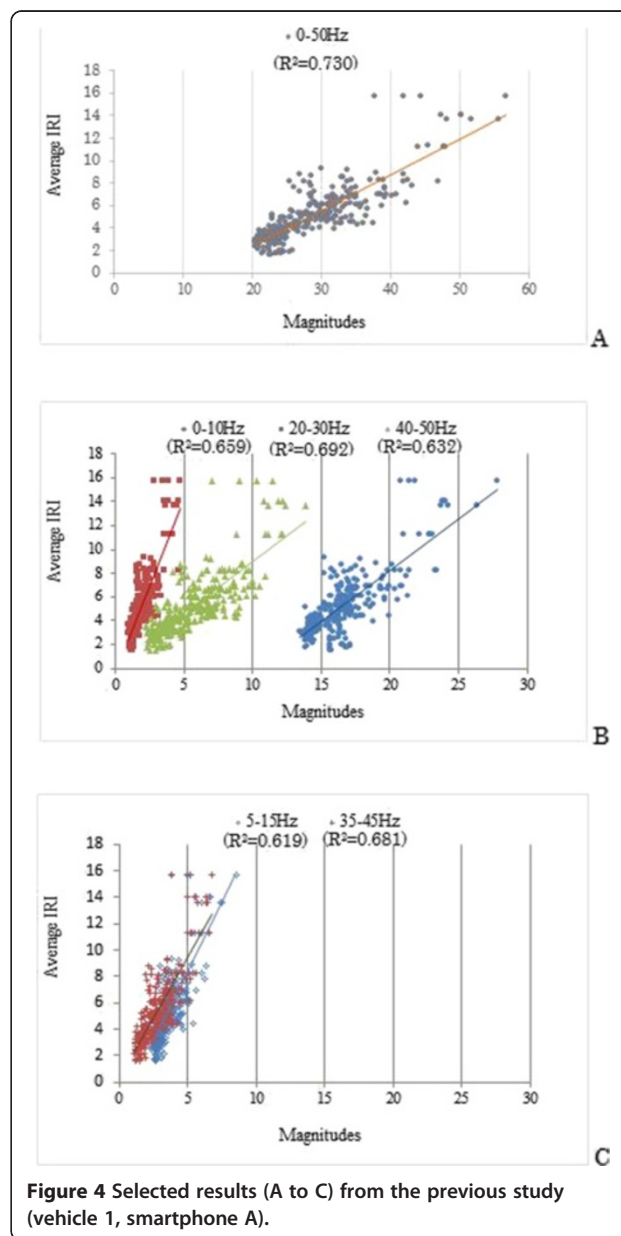 0-50Hz
(R²=0.730)
18
16
14
12
10
8
6
4
2
0
Average IRI
0 10 20 30 40 50 60
Magnitudes
A
0-10Hz 20-30Hz 40-50Hz
(R²=0.659) (R²=0.692) (R²=0.632)
18
16
14
12
10
8
6
4
2
0
Average IRI
0 5 10 15 20 25 30
Magnitudes
B
5-15Hz 35-45Hz
(R²=0.619) (R²=0.681)
18
16
14
12
10
8
6
4
2
0
Average IRI
0 5 10 15 20 25 30
Magnitudes
C
Figure 4 Selected results (A to C) from the previous study
(vehicle 1, smartphone A).